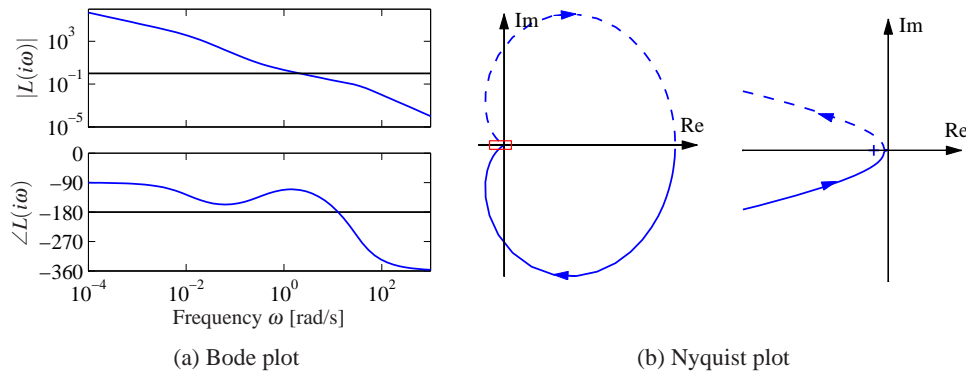 10^3
10^-1
10^-5
|L(iω)|
0
−90
−180
−270
−360
∠L(iω)
10^-4
10^-2
10^0
10^2
Frequency ω [rad/s]
(a) Bode plot
Im
Re
Im
Re
(b) Nyquist plot